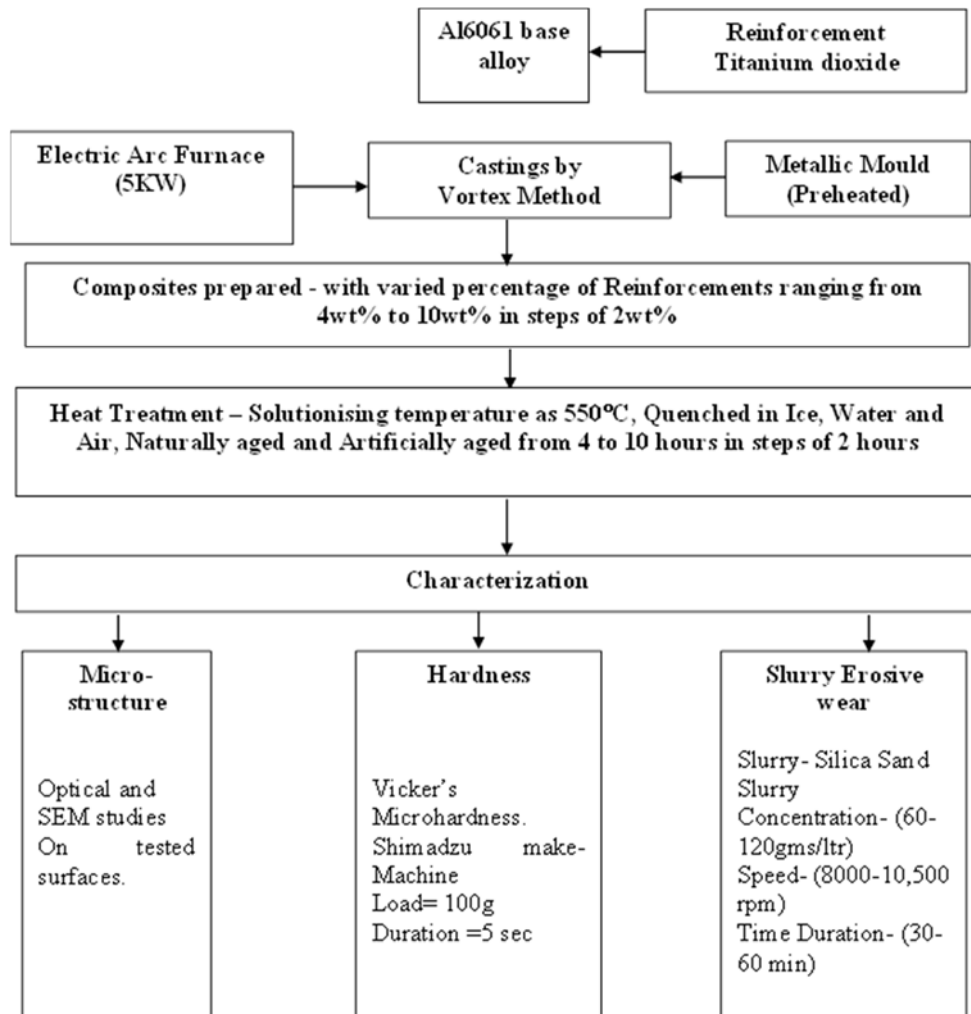 Al6061 base
alloy
Reinforcement
Titanium dioxide
Electric Arc Furnace
(5KW)
Castings by
Vortex Method
Metallic Mould
(Preheated)
Composites prepared - with varied percentage of Reinforcements ranging from
4wt% to 10wt% in steps of 2wt%
Heat Treatment – Solutionising temperature as 550°C, Quenched in Ice, Water and
Air, Naturally aged and Artificially aged from 4 to 10 hours in steps of 2 hours
Characterization
Micro-
structure
Optical and
SEM studies
On tested
surfaces.
Hardness
Vicker's
Microhardness.
Shimadzu make-
Machine
Load= 100g
Duration =5 sec
Slurry Erosive
wear
Slurry- Silica Sand
Slurry
Concentration- (60-
120gms/ltr)
Speed- (8000-10,500
rpm)
Time Duration- (30-
60 min)